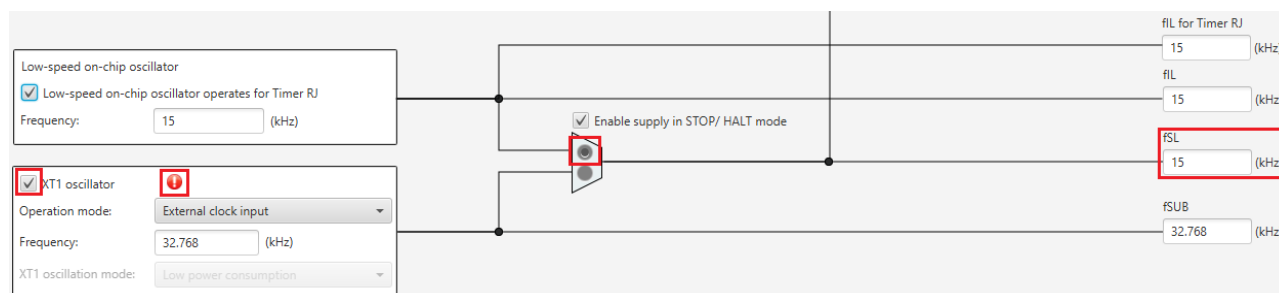 fIL for Timer RJ
15 (kHz
Low-speed on-chip oscillator
fIL
Low-speed on-chip oscillator operates for Timer RJ
15 (kHz
Frequency: 15 (kHz)
Enable supply in STOP/ HALT mode
fSL
15 (kHz
XT1 oscillator
Operation mode: External clock input
fSUB
32.768 (kHz
Frequency: 32.768 (kHz)
XT1 oscillation mode: Low power consumption